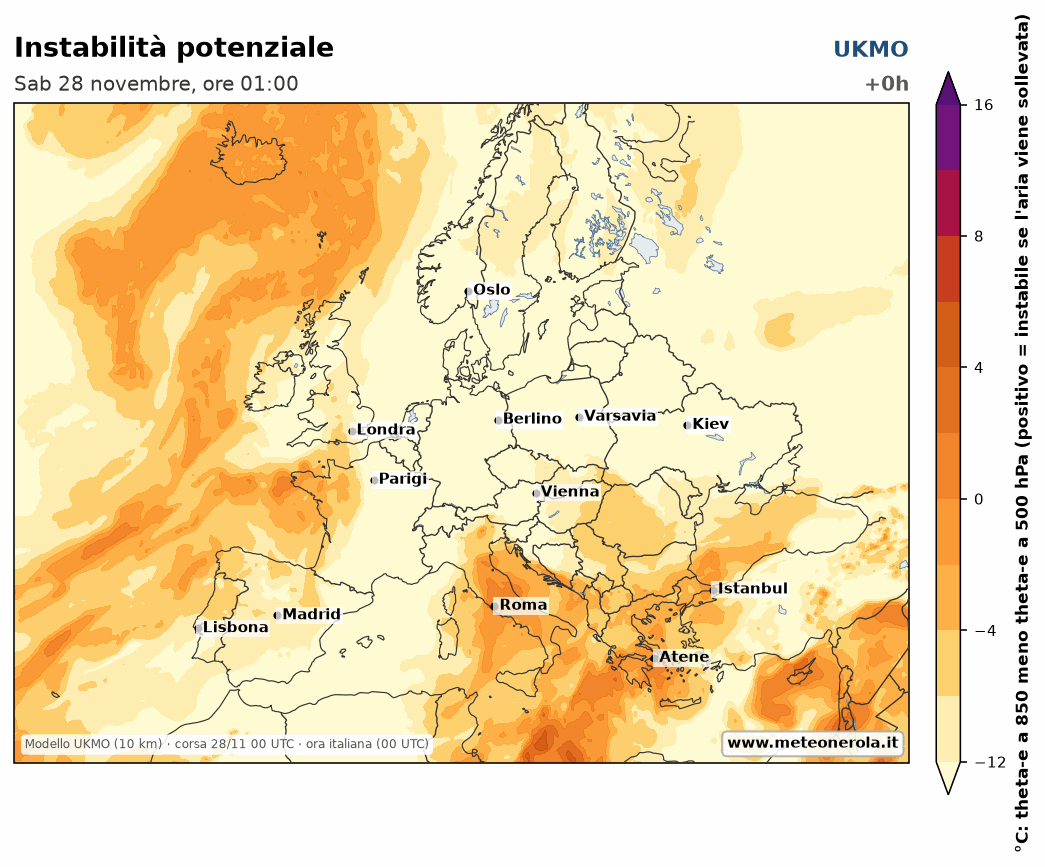 Instabilità potenziale
UKMO
Sab 28 novembre, ore 01:00
+0h
Oslo
Berlino
Varsavia
Kiev
Londra
Parigi
Vienna
Istanbul
Roma
Madrid
Lisbona
Atene
Modello UKMO (10 km) · corsa 28/11 00 UTC · ora italiana (00 UTC)
www.meteonerola.it
16
8
4
0
−4
−12
°C: theta-e a 850 meno theta-e a 500 hPa (positivo = instabile se l'aria viene sollevata)